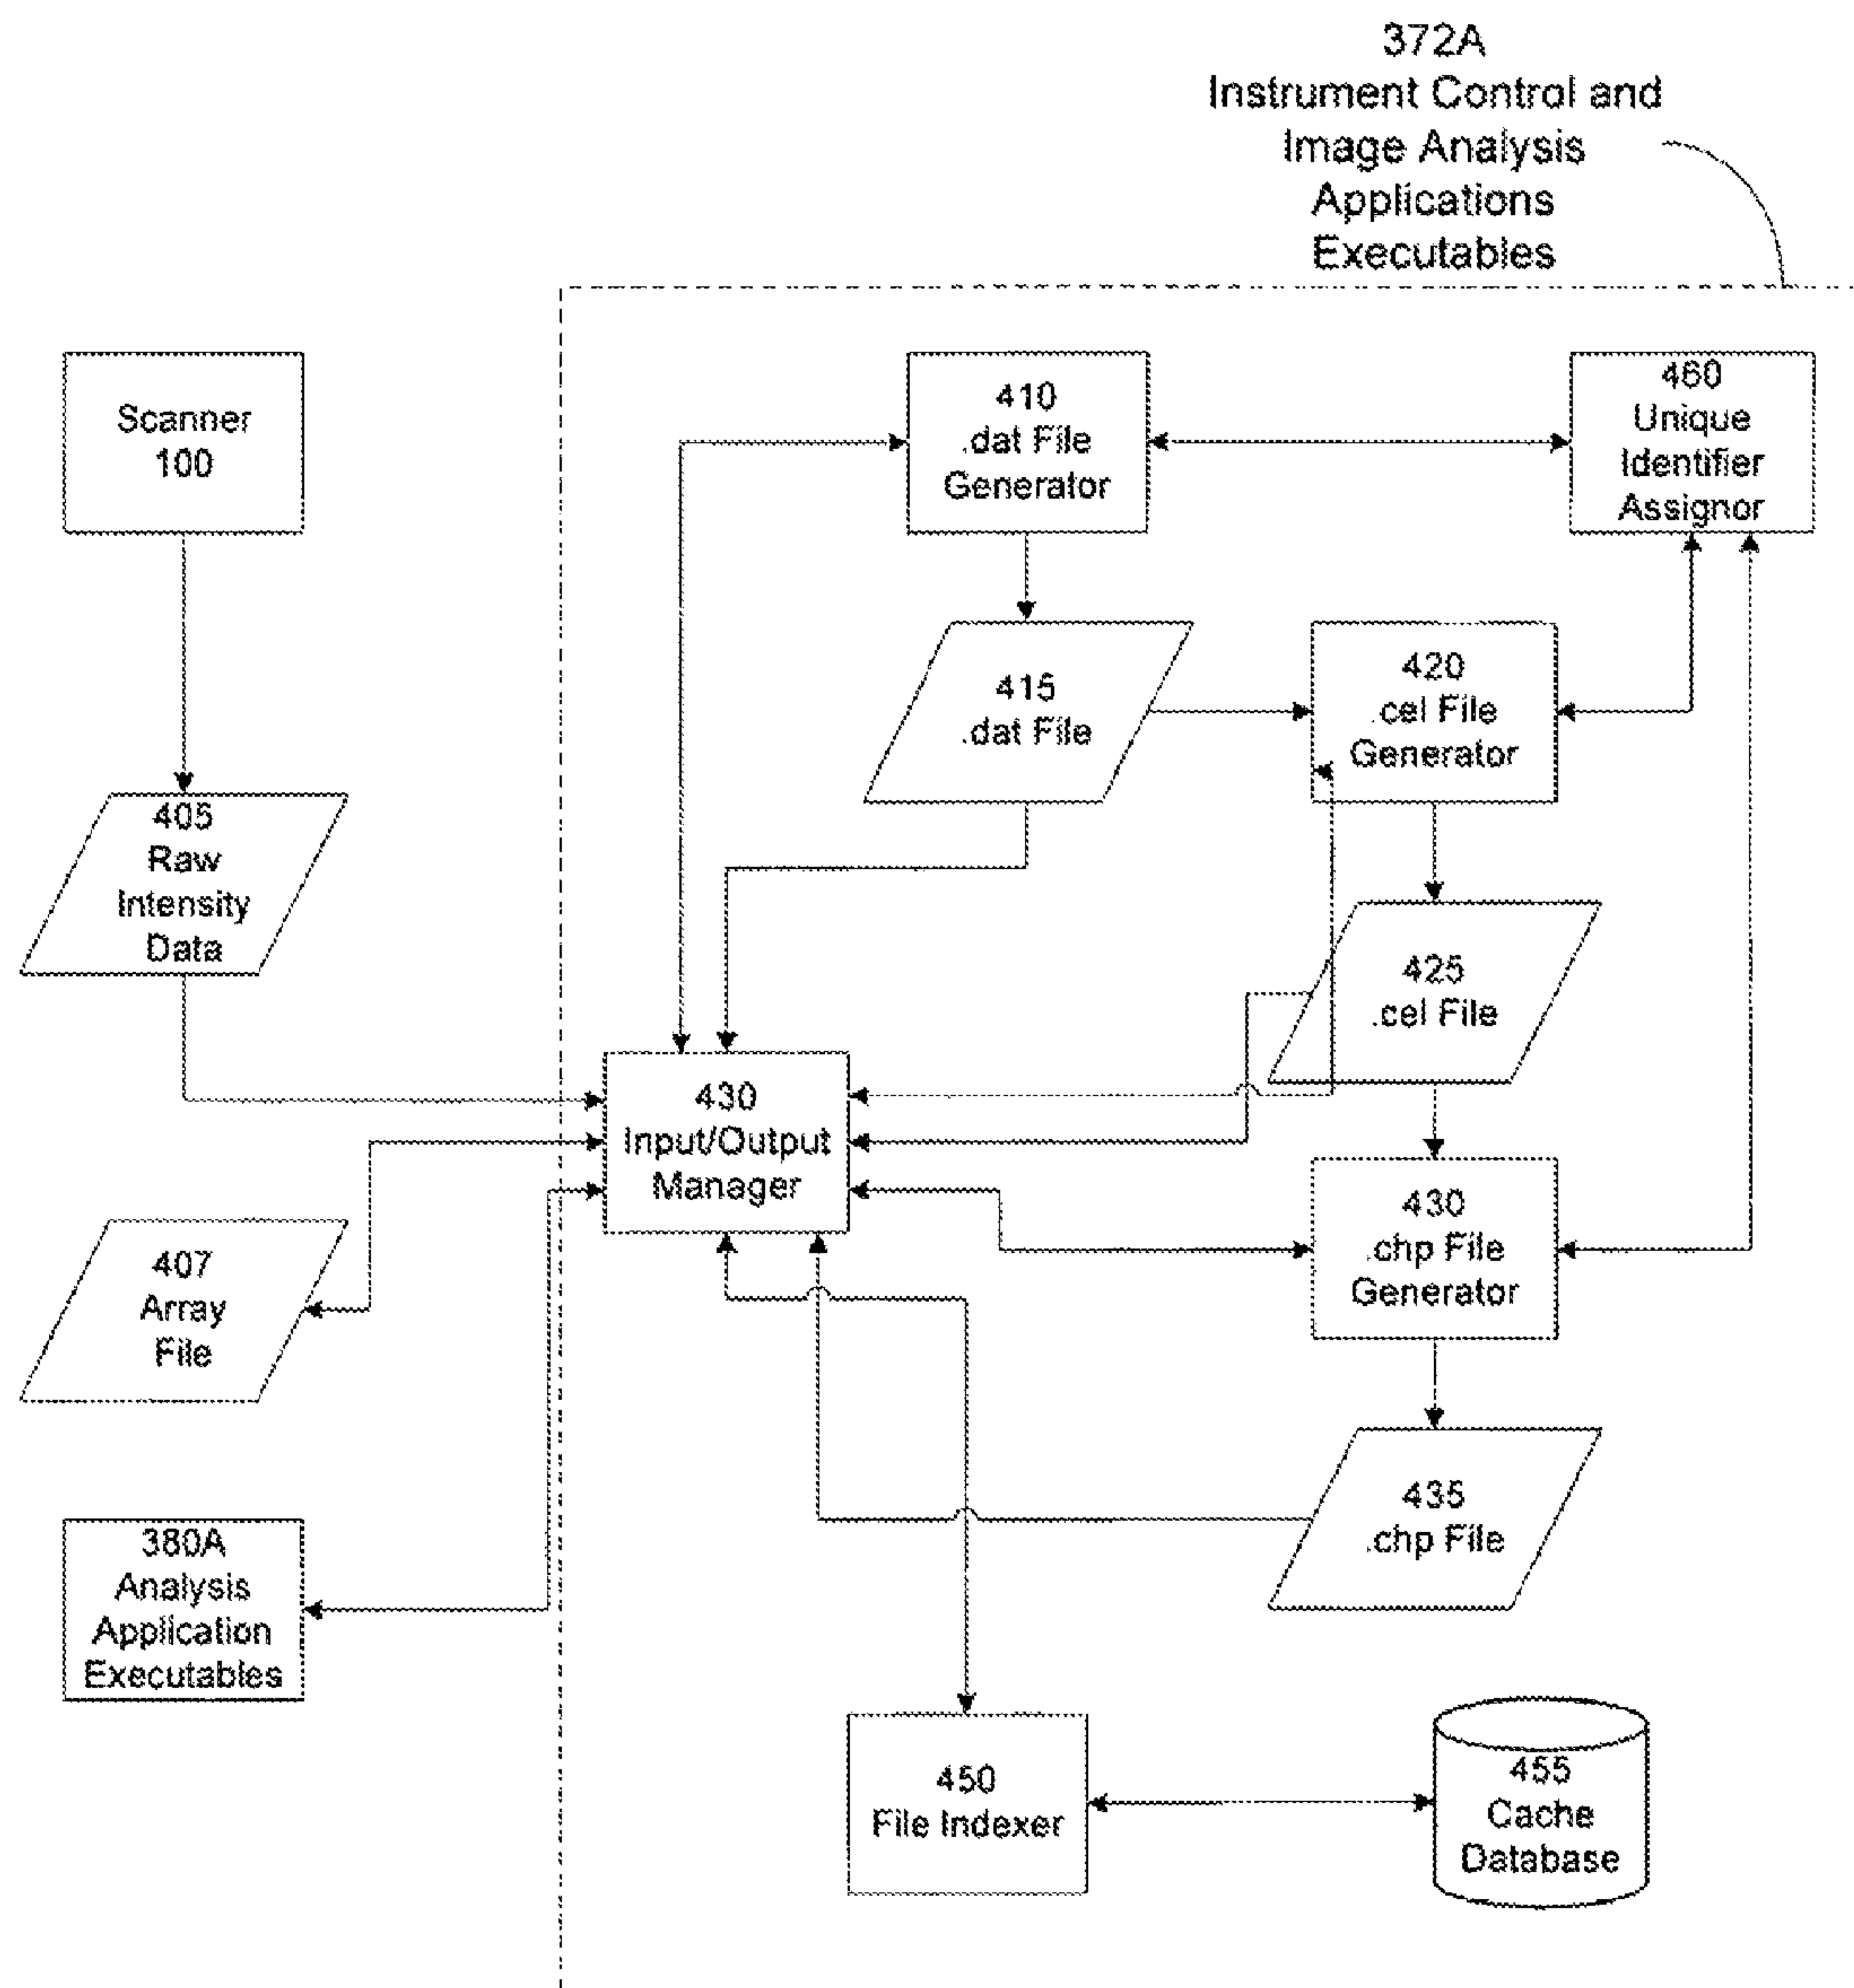 372A
Instrument Control and
Image Analysis
Applications
Executables
Scanner
100
410
.dat File
Generator
460
Unique
Identifier
Assignor
415
.dat File
420
.cel File
Generator
405
Raw
Intensity
Data
425
.cel File
430
Input/Output
Manager
430
.chp File
Generator
407
Array
File
435
.chp File
380A
Analysis
Application
Executables
450
File Indexer
455
Cache
Database